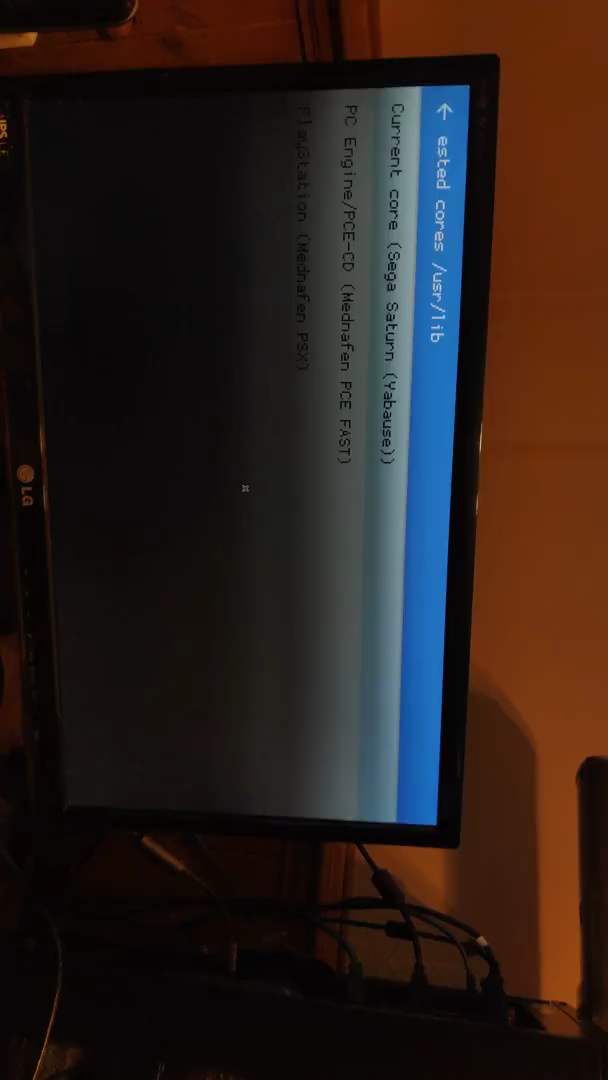 ← ested cores /usr/lib
Current core (Sega Saturn (Yabause))
PC Engine/PCE-CD (Mednafen PCE FAST)
PlayStation (Mednafen PSX)
LG